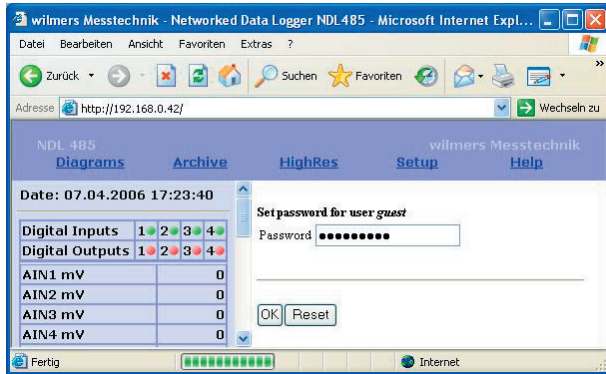 wilmers Messtechnik - Networked Data Logger NDL485 - Microsoft Internet Expl...
Datei Bearbeiten Ansicht Favoriten Extras ?
Zurück Suchen Favoriten »
Adresse http://192.168.0.42/ Wechseln zu
NDL 485 wilmers Messtechnik
Diagrams Archive HighRes Setup Help
Date: 07.04.2006 17:23:40
Digital Inputs 1 2 3 4
Digital Outputs 1 2 3 4
AIN1 mV 0
AIN2 mV 0
AIN3 mV 0
AIN4 mV 0
Set password for user guest
Password ●●●●●●●●●
OK Reset
Fertig Internet